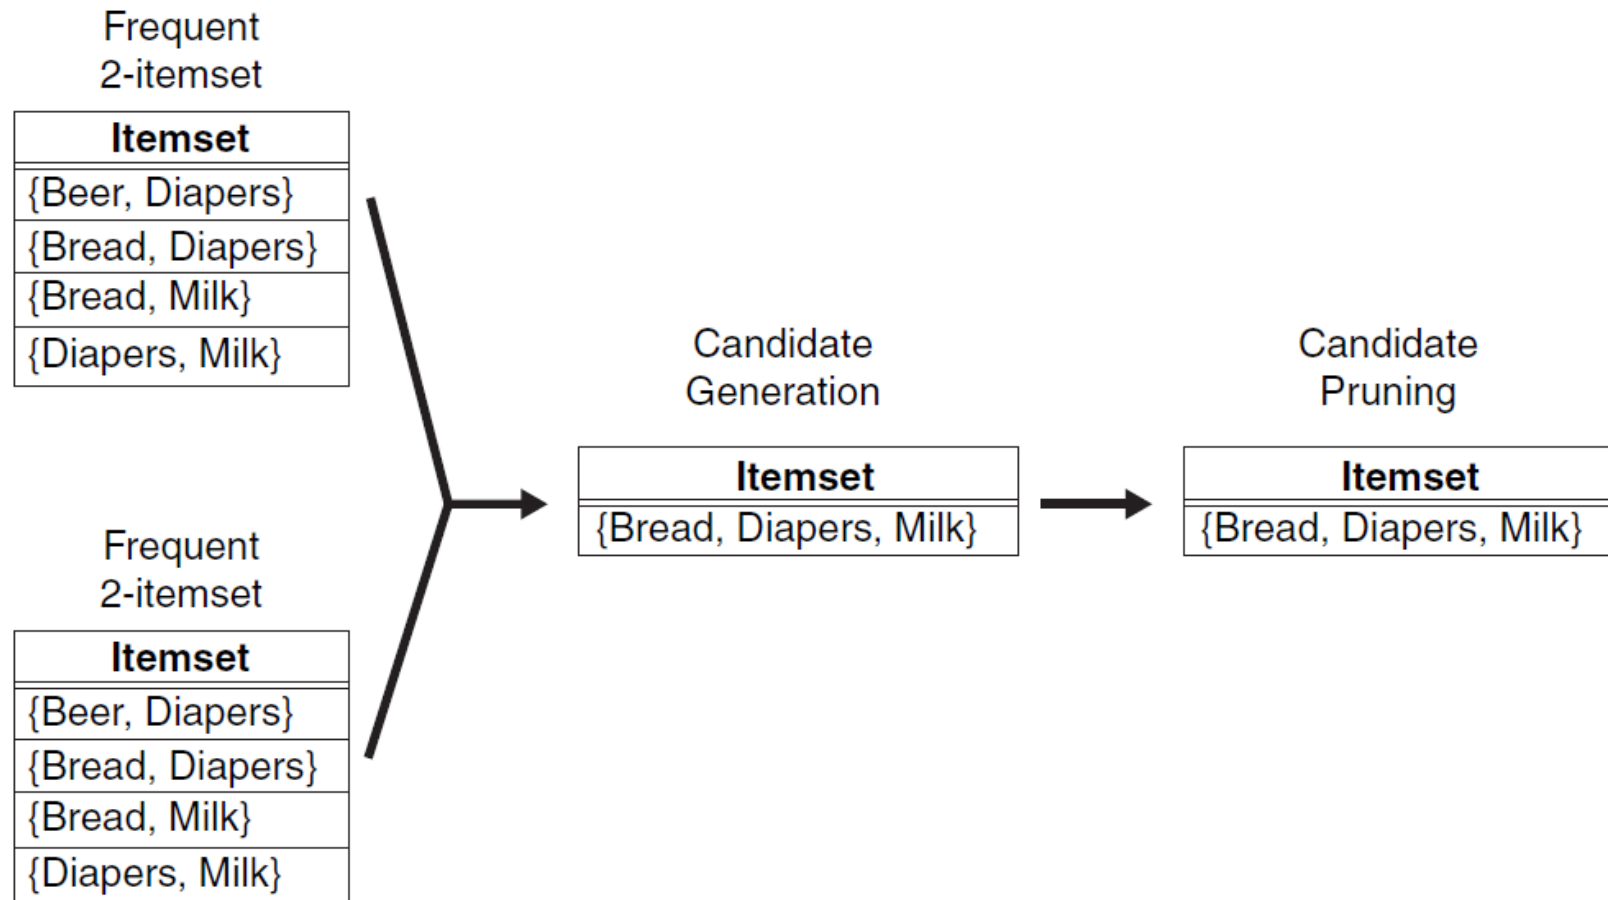 Frequent
2-itemset
Itemset
{Beer, Diapers}
{Bread, Diapers}
{Bread, Milk}
{Diapers, Milk}
Frequent
2-itemset
Itemset
{Beer, Diapers}
{Bread, Diapers}
{Bread, Milk}
{Diapers, Milk}
Candidate
Generation
Itemset
{Bread, Diapers, Milk}
Candidate
Pruning
Itemset
{Bread, Diapers, Milk}